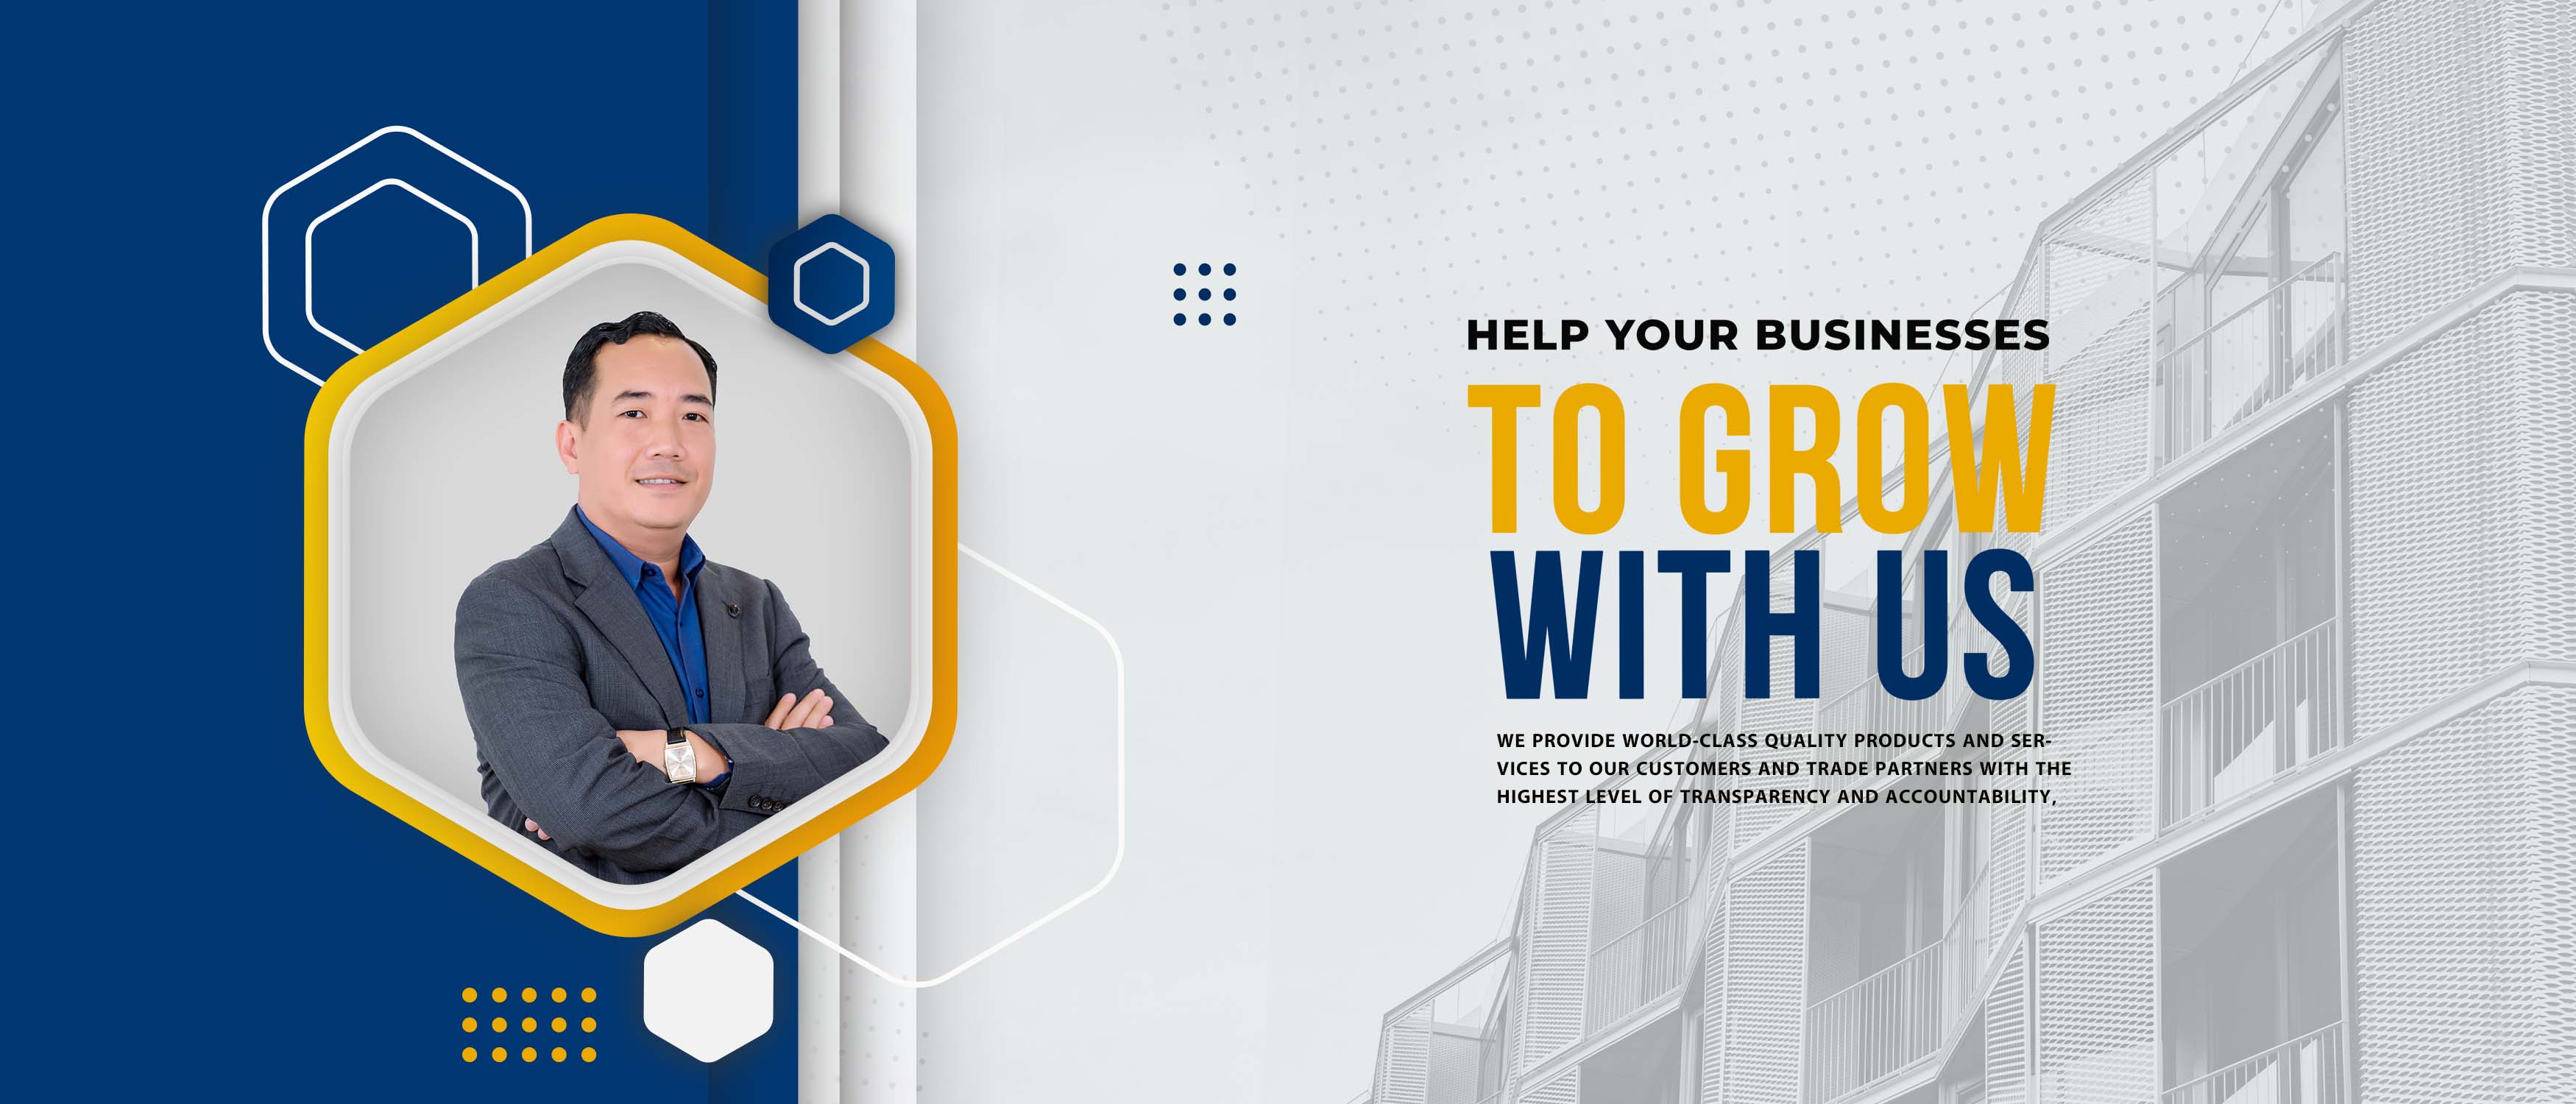 HELP YOUR BUSINESSES
TO GROW
WITH US
WE PROVIDE WORLD-CLASS QUALITY PRODUCTS AND SER-
VICES TO OUR CUSTOMERS AND TRADE PARTNERS WITH THE
HIGHEST LEVEL OF TRANSPARENCY AND ACCOUNTABILITY,